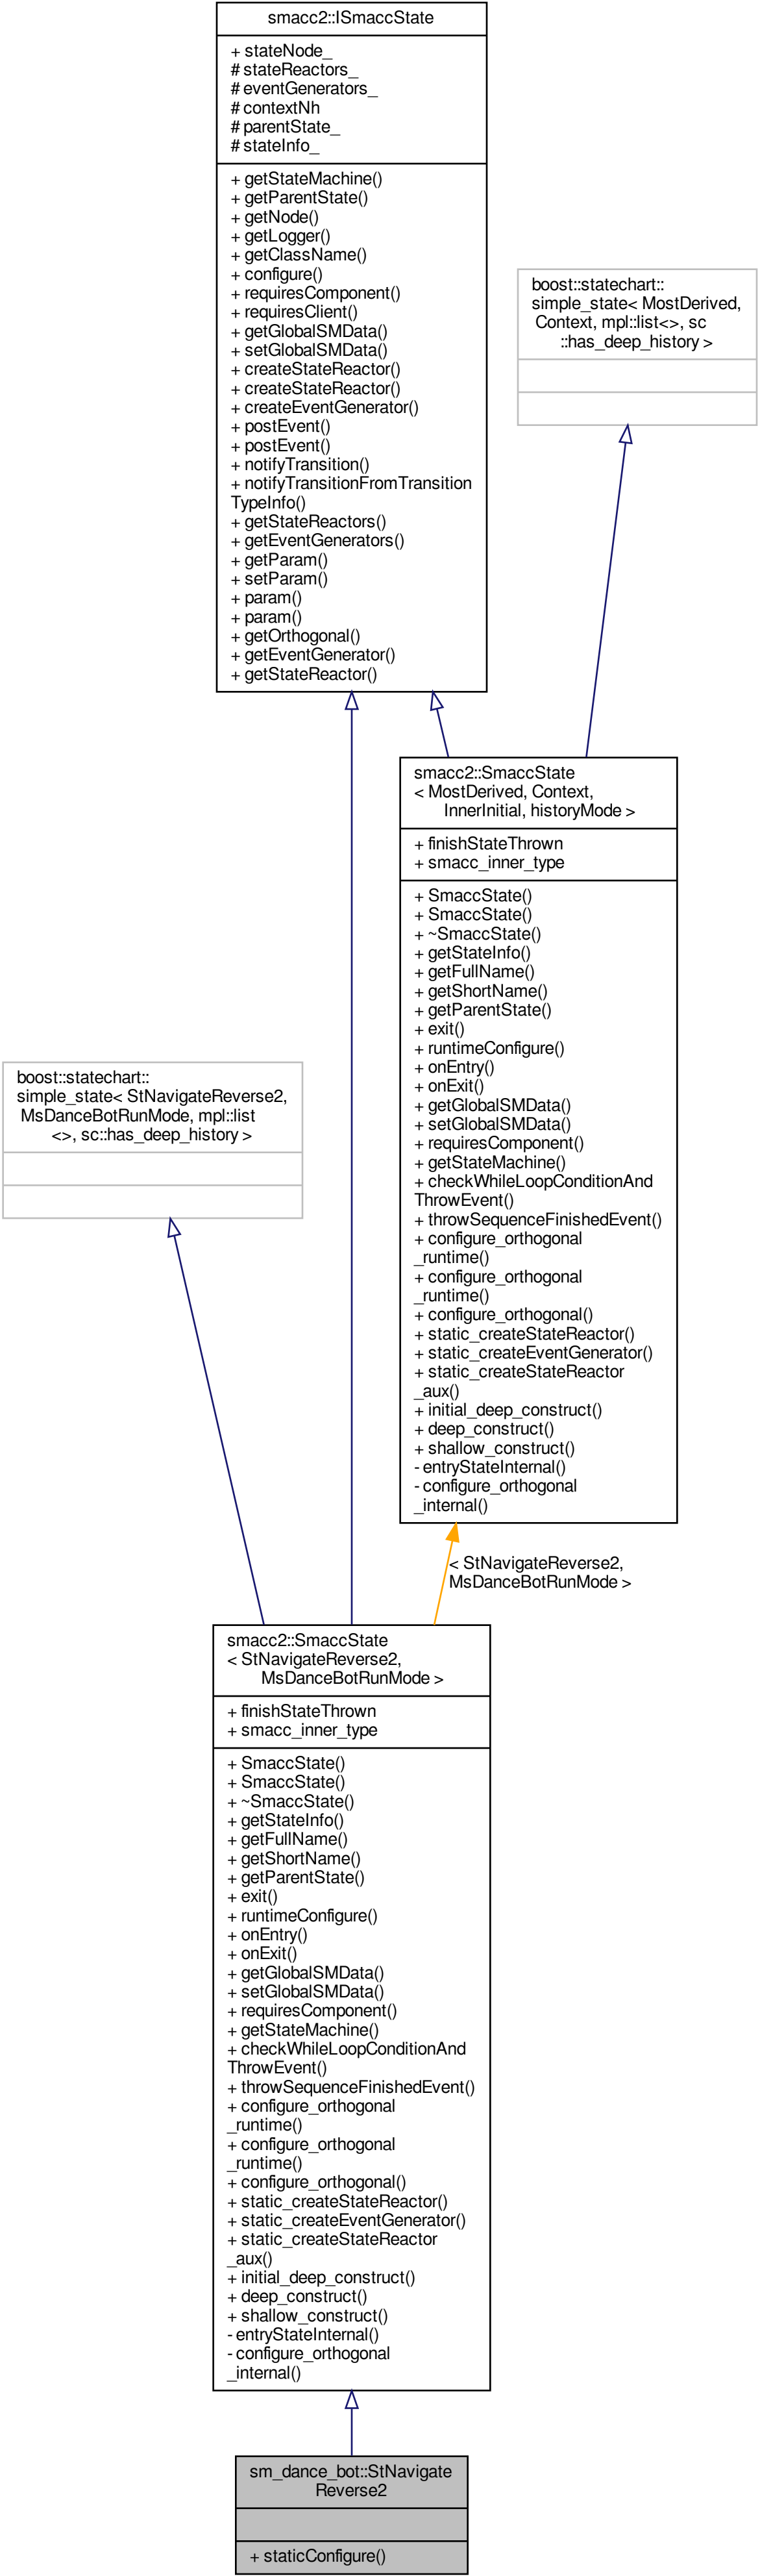 smacc2::ISmaccState
+ stateNode_
# stateReactors_
# eventGenerators_
# contextNh
# parentState_
# stateInfo_
+ getStateMachine()
+ getParentState()
+ getNode()
+ getLogger()
+ getClassName()
+ configure()
+ requiresComponent()
+ requiresClient()
+ getGlobalSMData()
+ setGlobalSMData()
+ createStateReactor()
+ createStateReactor()
+ createEventGenerator()
+ postEvent()
+ postEvent()
+ notifyTransition()
+ notifyTransitionFromTransition
TypeInfo()
+ getStateReactors()
+ getEventGenerators()
+ getParam()
+ setParam()
+ param()
+ param()
+ getOrthogonal()
+ getEventGenerator()
+ getStateReactor()
boost::statechart::
simple_state< MostDerived,
Context, mpl::list<>, sc
::has_deep_history >
smacc2::SmaccState
< MostDerived, Context,
InnerInitial, historyMode >
+ finishStateThrown
+ smacc_inner_type
+ SmaccState()
+ SmaccState()
+ ~SmaccState()
+ getStateInfo()
+ getFullName()
+ getShortName()
+ getParentState()
+ exit()
+ runtimeConfigure()
+ onEntry()
+ onExit()
+ getGlobalSMData()
+ setGlobalSMData()
+ requiresComponent()
+ getStateMachine()
+ checkWhileLoopConditionAnd
ThrowEvent()
+ throwSequenceFinishedEvent()
+ configure_orthogonal
_runtime()
+ configure_orthogonal
_runtime()
+ configure_orthogonal()
+ static_createStateReactor()
+ static_createEventGenerator()
+ static_createStateReactor
_aux()
+ initial_deep_construct()
+ deep_construct()
+ shallow_construct()
- entryStateInternal()
- configure_orthogonal
_internal()
boost::statechart::
simple_state< StNavigateReverse2,
MsDanceBotRunMode, mpl::list
<>, sc::has_deep_history >
< StNavigateReverse2,
MsDanceBotRunMode >
smacc2::SmaccState
< StNavigateReverse2,
MsDanceBotRunMode >
+ finishStateThrown
+ smacc_inner_type
+ SmaccState()
+ SmaccState()
+ ~SmaccState()
+ getStateInfo()
+ getFullName()
+ getShortName()
+ getParentState()
+ exit()
+ runtimeConfigure()
+ onEntry()
+ onExit()
+ getGlobalSMData()
+ setGlobalSMData()
+ requiresComponent()
+ getStateMachine()
+ checkWhileLoopConditionAnd
ThrowEvent()
+ throwSequenceFinishedEvent()
+ configure_orthogonal
_runtime()
+ configure_orthogonal
_runtime()
+ configure_orthogonal()
+ static_createStateReactor()
+ static_createEventGenerator()
+ static_createStateReactor
_aux()
+ initial_deep_construct()
+ deep_construct()
+ shallow_construct()
- entryStateInternal()
- configure_orthogonal
_internal()
sm_dance_bot::StNavigate
Reverse2
+ staticConfigure()